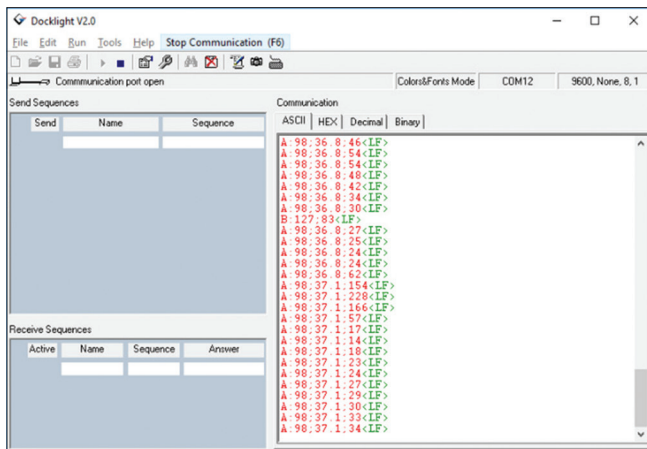 Docklight V2.0
File Edit Run Tools Help Stop Communication (F6)
Commmunication port open
Colors&Fonts Mode COM12 9600, None, 8, 1
Send Sequences
Send Name Sequence
Receive Sequences
Active Name Sequence Answer
Communication
ASCII HEX Decimal Binary
A:98;36.8;46<LF>
A:98;36.8;54<LF>
A:98;36.8;54<LF>
A:98;36.8;48<LF>
A:98;36.8;42<LF>
A:98;36.8;34<LF>
A:98;36.8;30<LF>
B:127;83<LF>
A:98;36.8;27<LF>
A:98;36.8;25<LF>
A:98;36.8;24<LF>
A:98;36.8;24<LF>
A:98;36.8;62<LF>
A:98;37.1;154<LF>
A:98;37.1;228<LF>
A:98;37.1;166<LF>
A:98;37.1;57<LF>
A:98;37.1;17<LF>
A:98;37.1;14<LF>
A:98;37.1;18<LF>
A:98;37.1;23<LF>
A:98;37.1;24<LF>
A:98;37.1;27<LF>
A:98;37.1;29<LF>
A:98;37.1;30<LF>
A:98;37.1;33<LF>
A:98;37.1;34<LF>